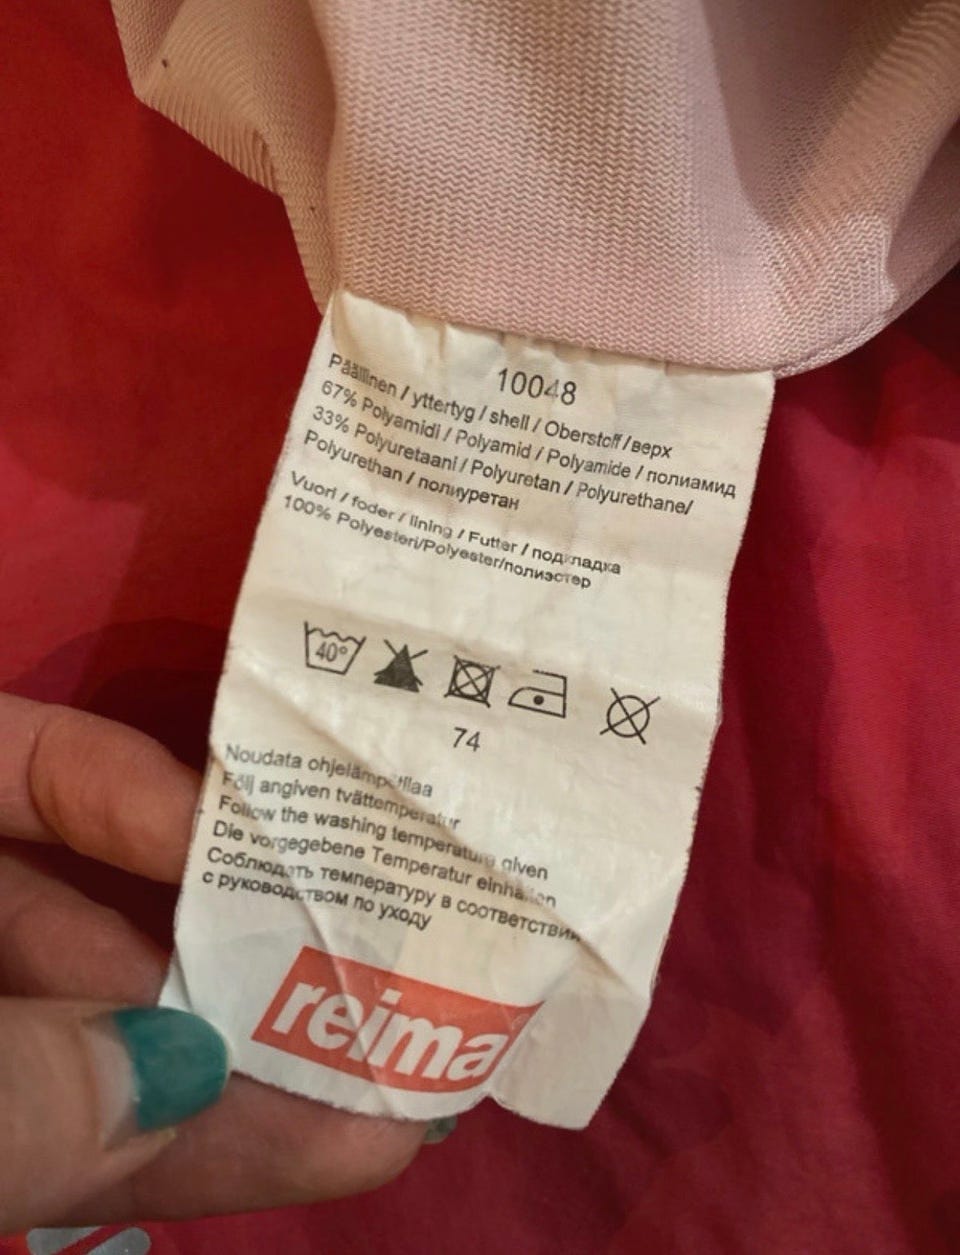 10048
Päällinen / yttertyg / shell / Oberstoff / верх
67% Polyamidi / Polyamid / Polyamide / полиамид
33% Polyuretaani / Polyuretan / Polyurethane/
Polyurethan / полиуретан
Vuori / foder / lining / Futter / подкладка
100% Polyesteri/Polyester/полиэстер
40°
74
Noudata ohjelämpötilaa
Följ angiven tvättemperatur
Follow the washing temperature given
Die vorgegebene Temperatur einhalten
Соблюдать температуру в соответствии
с руководством по уходу
reima